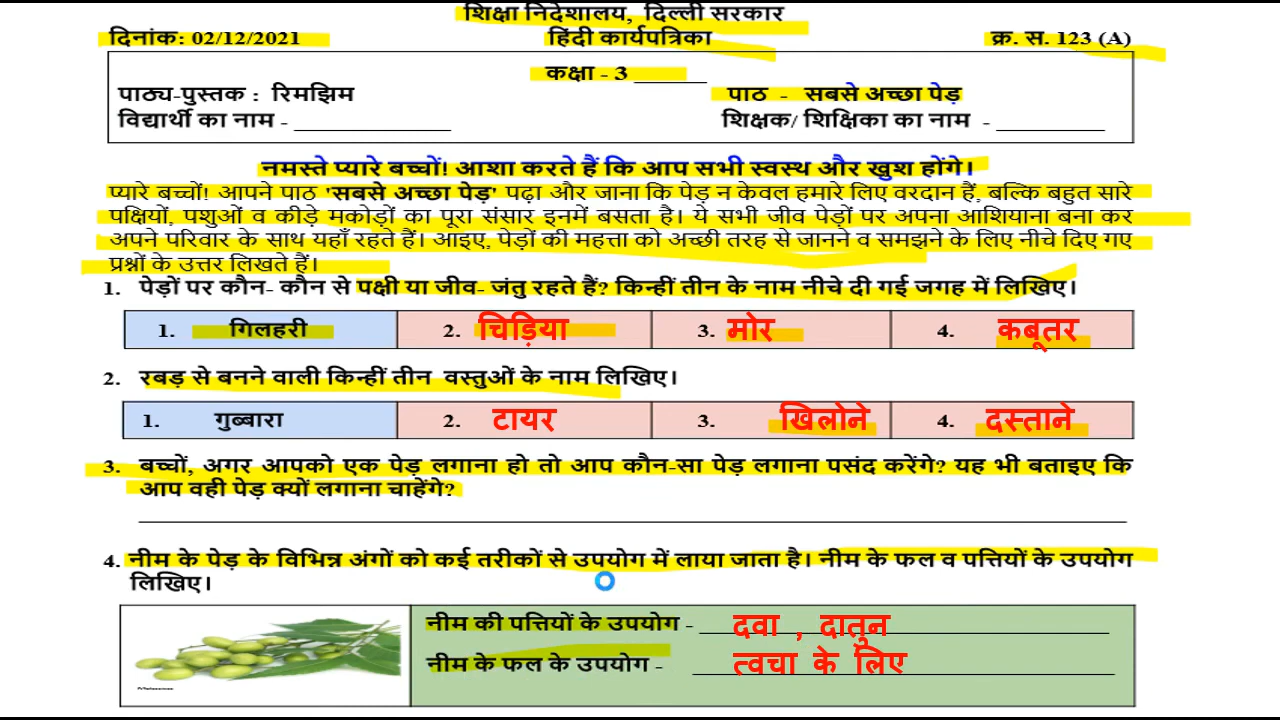 शिक्षा निदेशालय, दिल्ली सरकार
दिनांक: 02/12/2021 हिंदी कार्यपत्रिका क्र. स. 123 (A)
कक्षा - 3 ______
पाठ्य-पुस्तक : रिमझिम पाठ - सबसे अच्छा पेड़
विद्यार्थी का नाम - ____________ शिक्षक/ शिक्षिका का नाम - _________
नमस्ते प्यारे बच्चों! आशा करते हैं कि आप सभी स्वस्थ और खुश होंगे।
प्यारे बच्चों! आपने पाठ 'सबसे अच्छा पेड़' पढ़ा और जाना कि पेड़ न केवल हमारे लिए वरदान हैं, बल्कि बहुत सारे
पक्षियों, पशुओं व कीड़े मकोड़ों का पूरा संसार इनमें बसता है। ये सभी जीव पेड़ों पर अपना आशियाना बना कर
अपने परिवार के साथ यहाँ रहते हैं। आइए, पेड़ों की महत्ता को अच्छी तरह से जानने व समझने के लिए नीचे दिए गए
प्रश्नों के उत्तर लिखते हैं।
1. पेड़ों पर कौन- कौन से पक्षी या जीव- जंतु रहते हैं? किन्हीं तीन के नाम नीचे दी गई जगह में लिखिए।
1. गिलहरी 2. चिड़िया 3. मोर 4. कबूतर
2. रबड़ से बनने वाली किन्हीं तीन वस्तुओं के नाम लिखिए।
1. गुब्बारा 2. टायर 3. खिलोने 4. दस्ताने
3. बच्चों, अगर आपको एक पेड़ लगाना हो तो आप कौन-सा पेड़ लगाना पसंद करेंगे? यह भी बताइए कि
आप वही पेड़ क्यों लगाना चाहेंगे?
4. नीम के पेड़ के विभिन्न अंगों को कई तरीकों से उपयोग में लाया जाता है। नीम के फल व पत्तियों के उपयोग
लिखिए।
नीम की पत्तियों के उपयोग - दवा , दातुन
नीम के फल के उपयोग - त्वचा के लिए